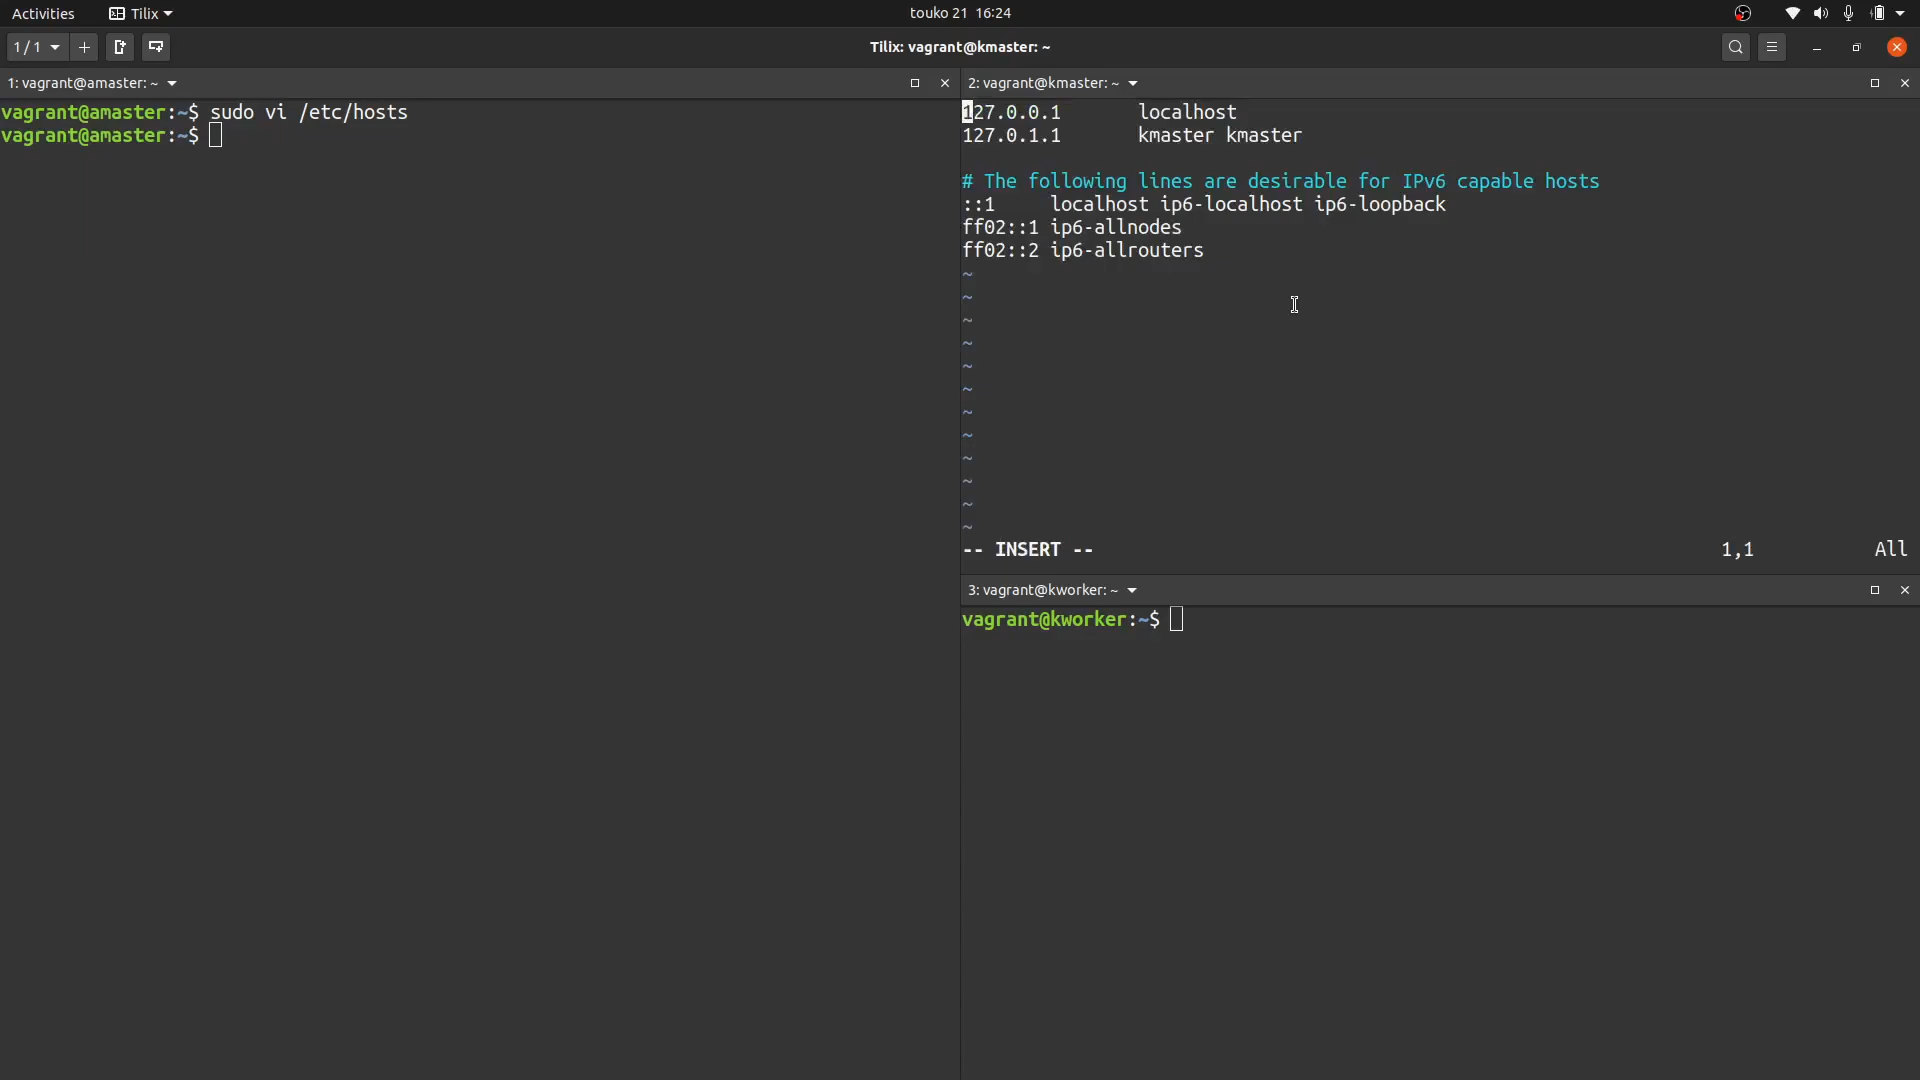 Activities
Tilix
touko 21 16:24
1 / 1
Tilix: vagrant@kmaster: ~
1: vagrant@amaster: ~
vagrant@amaster:~$ sudo vi /etc/hosts
vagrant@amaster:~$
2: vagrant@kmaster: ~
127.0.0.1       localhost
127.0.1.1       kmaster kmaster
# The following lines are desirable for IPv6 capable hosts
::1     localhost ip6-localhost ip6-loopback
ff02::1 ip6-allnodes
ff02::2 ip6-allrouters
~
~
~
~
~
~
~
~
~
~
~
~
-- INSERT --    1,1    All
3: vagrant@kworker: ~
vagrant@kworker:~$